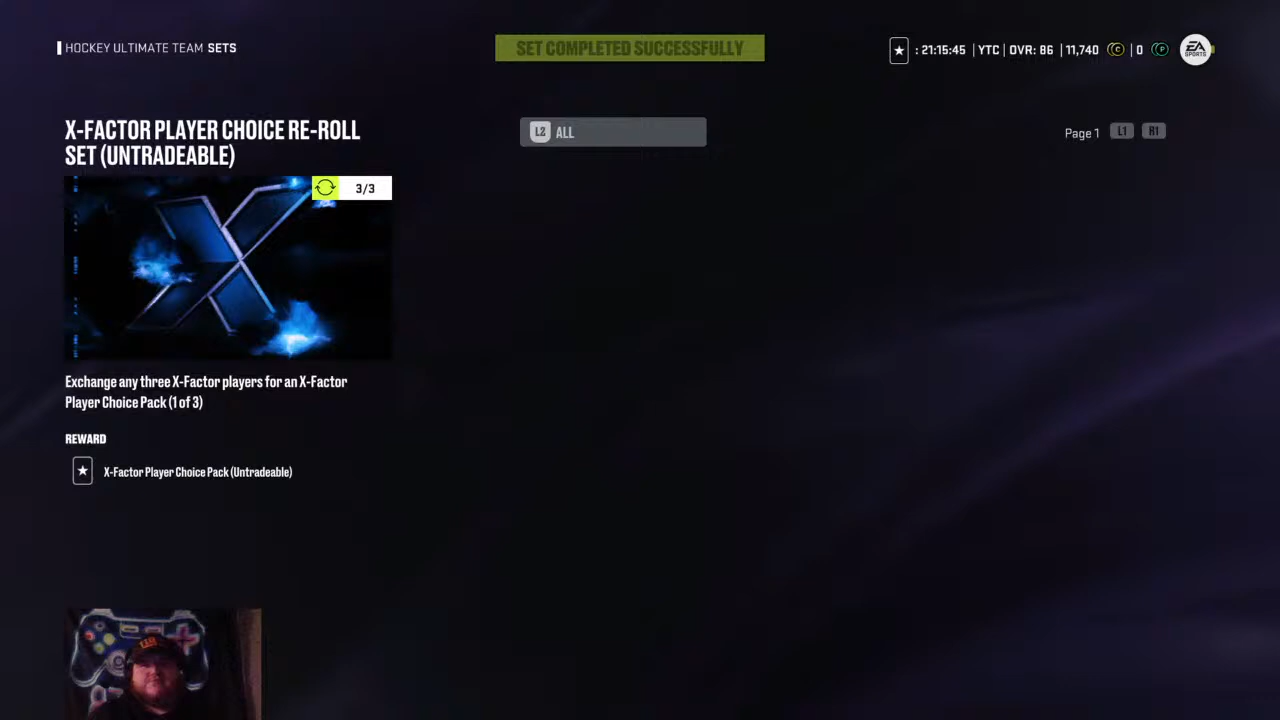 HOCKEY ULTIMATE TEAM SETS
SET COMPLETED SUCCESSFULLY
: 21:15:45 | YTC | OVR: 86 | 11,740 C | 0 P
EA SPORTS
X-FACTOR PLAYER CHOICE RE-ROLL
SET (UNTRADEABLE)
L2 ALL
Page 1 L1 R1
3/3
Exchange any three X-Factor players for an X-Factor
Player Choice Pack (1 of 3)
REWARD
X-Factor Player Choice Pack (Untradeable)